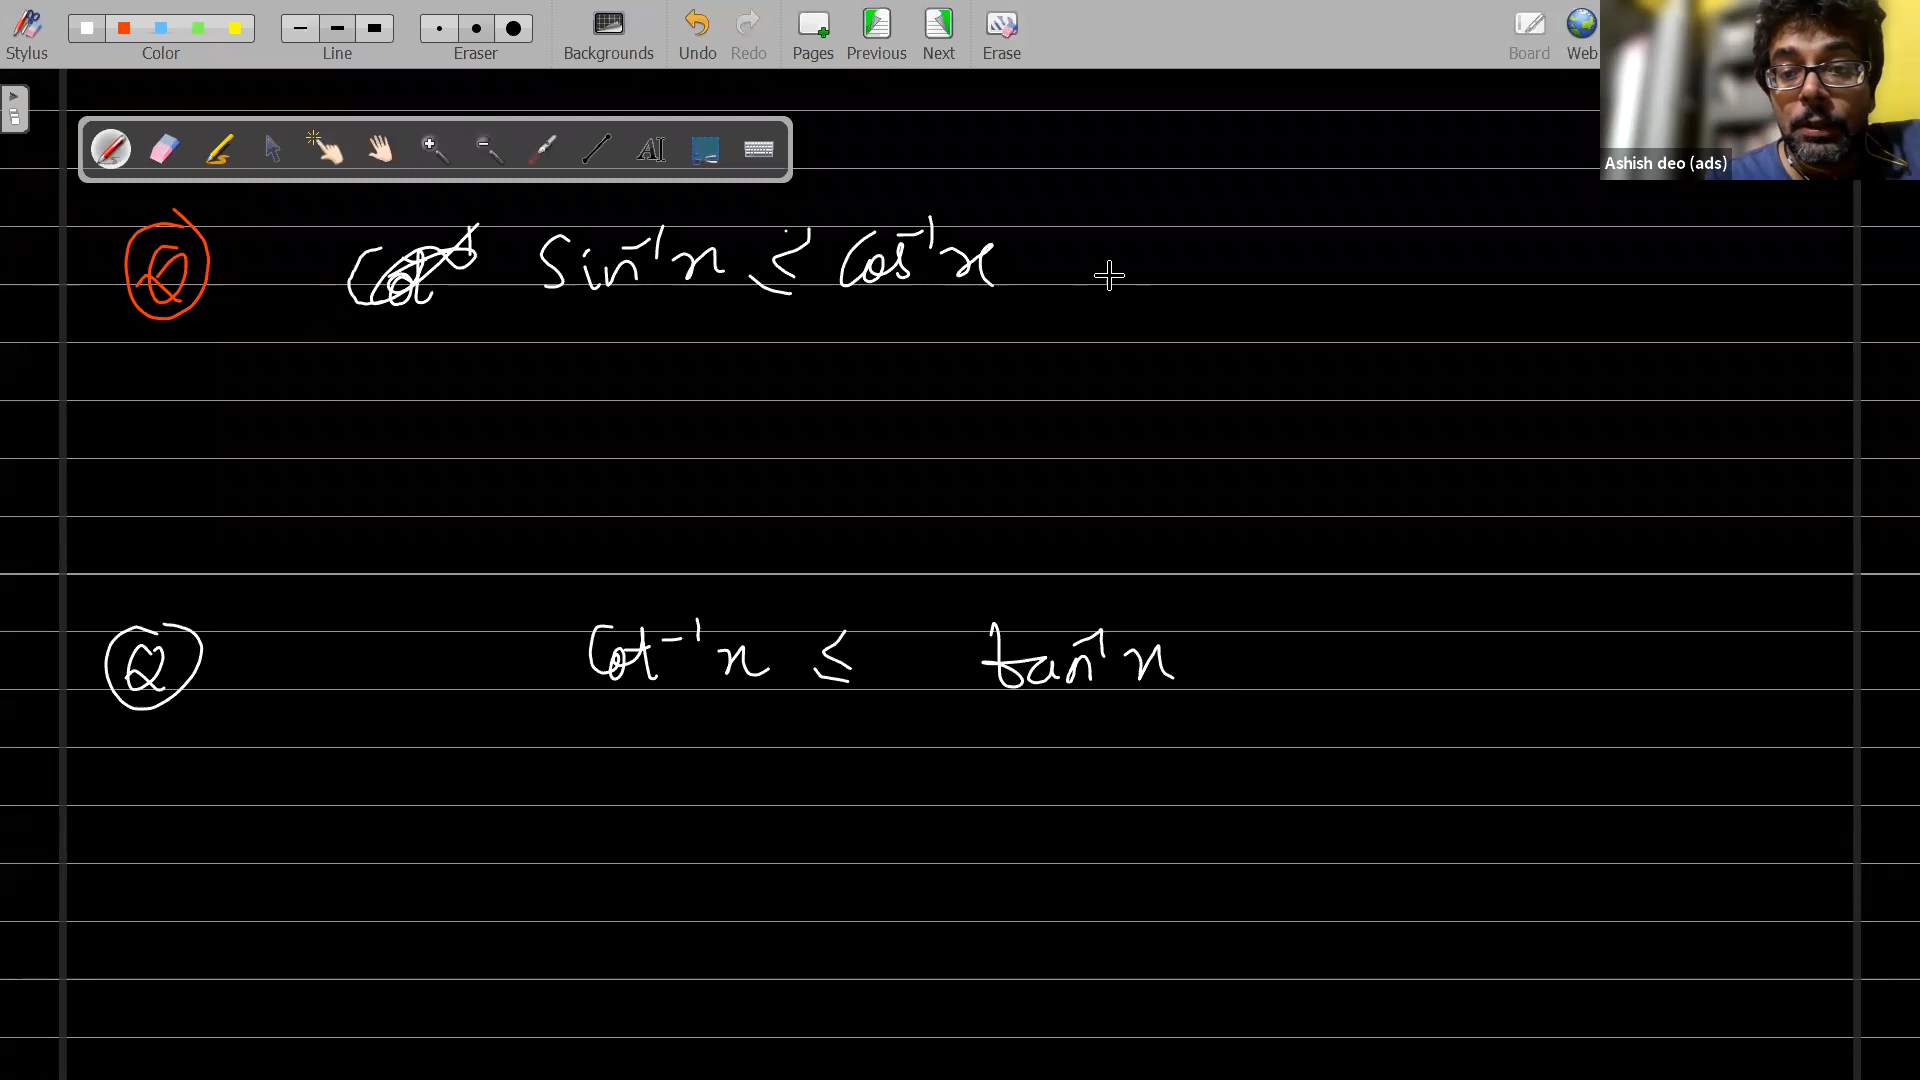 Stylus Color Line Eraser Backgrounds Undo Redo Pages Previous Next Erase Board Web
Ashish deo (ads)
Q Sin⁻¹x ≤ Cos⁻¹x
Q Cot⁻¹x ≤ tan⁻¹x